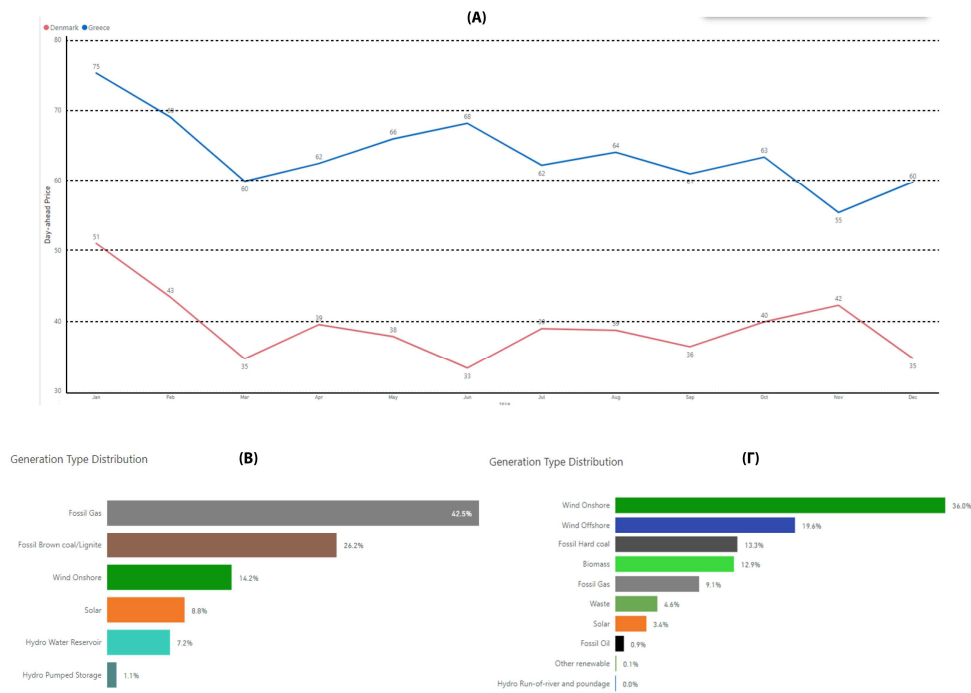 (A)
Denmark Greece
80
75
70
69
68
66
64
63
62
62
60
60
60
55
Day-ahead Price
51
50
43
42
40
40
39
38
36
35
35
33
30
Jan Feb Mar Apr May Jun Jul Aug Sep Oct Nov Dec
Generation Type Distribution
(B)
Fossil Gas 42.5%
Fossil Brown coal/Lignite 26.2%
Wind Onshore 14.2%
Solar 8.8%
Hydro Water Reservoir 7.2%
Hydro Pumped Storage 1.1%
Generation Type Distribution
(Γ)
Wind Onshore 36.0%
Wind Offshore 19.6%
Fossil Hard coal 13.3%
Biomass 12.9%
Fossil Gas 9.1%
Waste 4.6%
Solar 3.4%
Fossil Oil 0.9%
Other renewable 0.1%
Hydro Run-of-river and poundage 0.0%